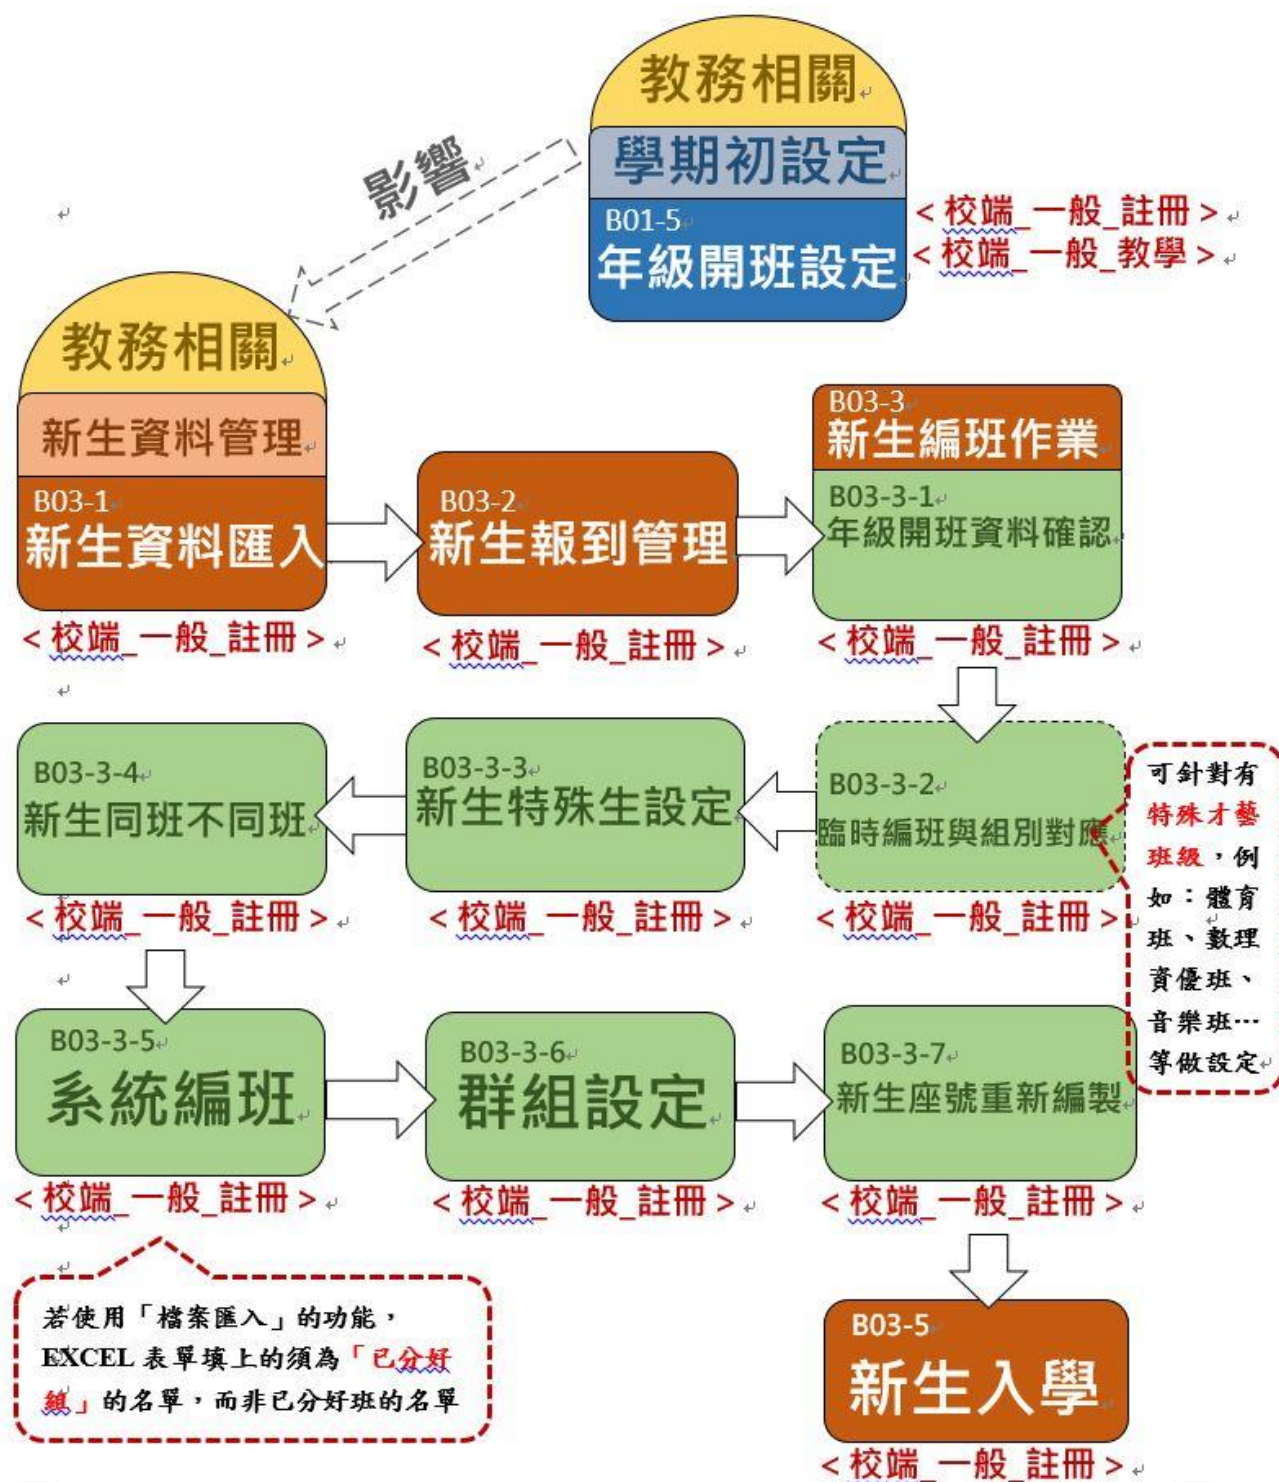 教務相關
學期初設定
B01-5
年級開班設定
<校端_一般_註冊>
<校端_一般_教學>
影響
教務相關
新生資料管理
B03-1
新生資料匯入
<校端_一般_註冊>
B03-2
新生報到管理
<校端_一般_註冊>
B03-3
新生編班作業
B03-3-1
年級開班資料確認
<校端_一般_註冊>
B03-3-2
臨時編班與組別對應
<校端_一般_註冊>
可針對有
特殊才藝
班級，例
如：體育
班、數理
資優班、
音樂班…
等做設定
B03-3-3
新生特殊生設定
<校端_一般_註冊>
B03-3-4
新生同班不同班
<校端_一般_註冊>
B03-3-5
系統編班
<校端_一般_註冊>
若使用「檔案匯入」的功能，
EXCEL 表單填上的須為「已分好
組」的名單，而非已分好班的名單
B03-3-6
群組設定
<校端_一般_註冊>
B03-3-7
新生座號重新編製
<校端_一般_註冊>
B03-5
新生入學
<校端_一般_註冊>